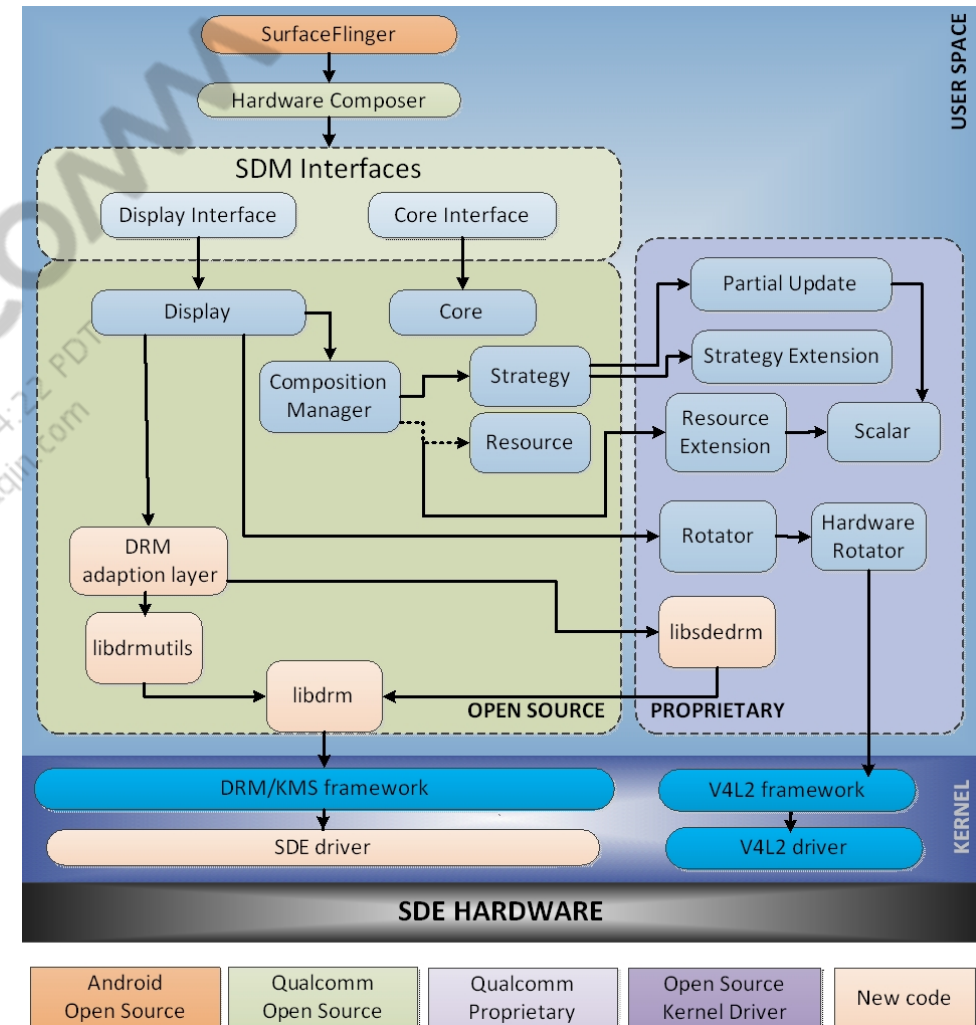 SurfaceFlinger
USER SPACE
Hardware Composer
SDM Interfaces
Display Interface
Core Interface
Display
Core
Partial Update
Strategy Extension
Composition
Manager
Strategy
Resource
Resource
Extension
Scalar
Rotator
Hardware
Rotator
DRM
adaption layer
libdrmutils
libsdedrm
libdrm
OPEN SOURCE
PROPRIETARY
DRM/KMS framework
V4L2 framework
KERNEL
SDE driver
V4L2 driver
SDE HARDWARE
Android
Open Source
Qualcomm
Open Source
Qualcomm
Proprietary
Open Source
Kernel Driver
New code